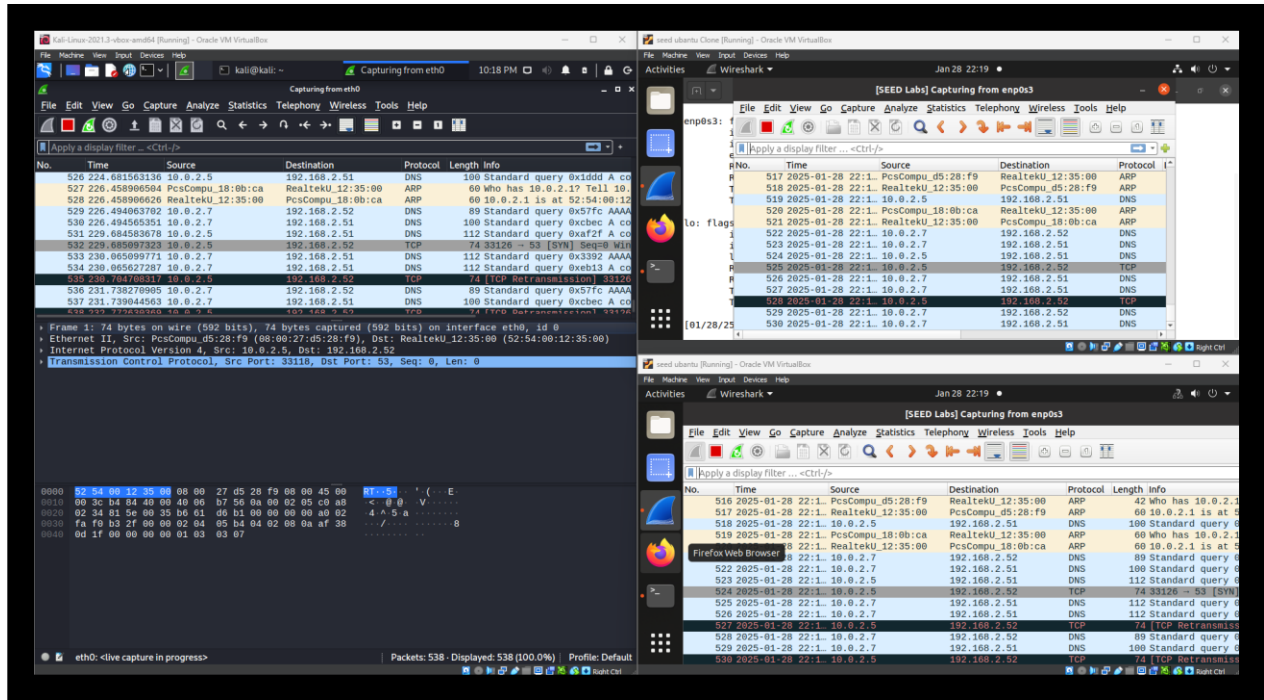 Kali-Linux-2021.3-vbox-amd64 [Running] - Oracle VM VirtualBox
File Machine View Input Devices Help
kali@kali: ~ Capturing from eth0 10:18 PM
Capturing from eth0
File Edit View Go Capture Analyze Statistics Telephony Wireless Tools Help
Apply a display filter … <Ctrl-/>
No. Time Source Destination Protocol Length Info
526 224.681563136 10.0.2.5 192.168.2.51 DNS 100 Standard query 0x1ddd A co
527 226.458906504 PcsCompu_18:0b:ca RealtekU_12:35:00 ARP 60 Who has 10.0.2.1? Tell 10.
528 226.458906626 RealtekU_12:35:00 PcsCompu_18:0b:ca ARP 60 10.0.2.1 is at 52:54:00:12
529 226.494063702 10.0.2.7 192.168.2.52 DNS 89 Standard query 0x57fc AAAA
530 226.494565351 10.0.2.7 192.168.2.51 DNS 100 Standard query 0xcbec A co
531 229.684583678 10.0.2.5 192.168.2.51 DNS 112 Standard query 0xaf2f A co
532 229.685097323 10.0.2.5 192.168.2.52 TCP 74 33126 → 53 [SYN] Seq=0 Win
533 230.065099771 10.0.2.7 192.168.2.51 DNS 112 Standard query 0x3392 AAAA
534 230.065627287 10.0.2.7 192.168.2.51 DNS 112 Standard query 0xeb13 A co
535 230.704708317 10.0.2.5 192.168.2.52 TCP 74 [TCP Retransmission] 33126
536 231.738270905 10.0.2.7 192.168.2.52 DNS 89 Standard query 0x57fc AAAA
537 231.739044563 10.0.2.7 192.168.2.51 DNS 100 Standard query 0xcbec A co
538 232.772630369 10.0.2.5 192.168.2.52 TCP 74 [TCP Retransmission] 33126
Frame 1: 74 bytes on wire (592 bits), 74 bytes captured (592 bits) on interface eth0, id 0
Ethernet II, Src: PcsCompu_d5:28:f9 (08:00:27:d5:28:f9), Dst: RealtekU_12:35:00 (52:54:00:12:35:00)
Internet Protocol Version 4, Src: 10.0.2.5, Dst: 192.168.2.52
Transmission Control Protocol, Src Port: 33118, Dst Port: 53, Seq: 0, Len: 0
0000 52 54 00 12 35 00 08 00 27 d5 28 f9 08 00 45 00 RT··5··· '·(···E·
0010 00 3c b4 84 40 00 40 06 b7 56 0a 00 02 05 c0 a8 ·<··@·@· ·V······
0020 02 34 81 5e 00 35 b6 61 d6 b1 00 00 00 00 a0 02 ·4·^·5·a ········
0030 fa f0 b3 2f 00 00 02 04 05 b4 04 02 08 0a af 38 ···/···· ·······8
0040 0d 1f 00 00 00 00 01 03 03 07
eth0: <live capture in progress> Packets: 538 · Displayed: 538 (100.0%) Profile: Default
Right Ctrl
seed ubantu Clone [Running] - Oracle VM VirtualBox
File Machine View Input Devices Help
Activities Wireshark Jan 28 22:19
[SEED Labs] Capturing from enp0s3
File Edit View Go Capture Analyze Statistics Telephony Wireless Tools Help
enp0s3: f
Apply a display filter ... <Ctrl-/>
No. Time Source Destination Protocol
517 2025-01-28 22:1… PcsCompu_d5:28:f9 RealtekU_12:35:00 ARP
518 2025-01-28 22:1… RealtekU_12:35:00 PcsCompu_d5:28:f9 ARP
519 2025-01-28 22:1… 10.0.2.5 192.168.2.51 DNS
520 2025-01-28 22:1… PcsCompu_18:0b:ca RealtekU_12:35:00 ARP
lo: flags 521 2025-01-28 22:1… RealtekU_12:35:00 PcsCompu_18:0b:ca ARP
522 2025-01-28 22:1… 10.0.2.7 192.168.2.52 DNS
523 2025-01-28 22:1… 10.0.2.7 192.168.2.51 DNS
524 2025-01-28 22:1… 10.0.2.5 192.168.2.51 DNS
525 2025-01-28 22:1… 10.0.2.5 192.168.2.52 TCP
526 2025-01-28 22:1… 10.0.2.7 192.168.2.51 DNS
527 2025-01-28 22:1… 10.0.2.7 192.168.2.51 DNS
528 2025-01-28 22:1… 10.0.2.5 192.168.2.52 TCP
529 2025-01-28 22:1… 10.0.2.7 192.168.2.52 DNS
[01/28/25 530 2025-01-28 22:1… 10.0.2.7 192.168.2.51 DNS
Right Ctrl
seed ubantu [Running] - Oracle VM VirtualBox
File Machine View Input Devices Help
Activities Wireshark Jan 28 22:19
[SEED Labs] Capturing from enp0s3
File Edit View Go Capture Analyze Statistics Telephony Wireless Tools Help
Apply a display filter ... <Ctrl-/>
No. Time Source Destination Protocol Length Info
516 2025-01-28 22:1… PcsCompu_d5:28:f9 RealtekU_12:35:00 ARP 42 Who has 10.0.2.1
517 2025-01-28 22:1… RealtekU_12:35:00 PcsCompu_d5:28:f9 ARP 60 10.0.2.1 is at 5
518 2025-01-28 22:1… 10.0.2.5 192.168.2.51 DNS 100 Standard query 0
519 2025-01-28 22:1… PcsCompu_18:0b:ca RealtekU_12:35:00 ARP 60 Who has 10.0.2.1
8 22:1… RealtekU_12:35:00 PcsCompu_18:0b:ca ARP 60 10.0.2.1 is at 5
Firefox Web Browser 8 22:1… 10.0.2.7 192.168.2.52 DNS 89 Standard query 0
522 2025-01-28 22:1… 10.0.2.7 192.168.2.51 DNS 100 Standard query 0
523 2025-01-28 22:1… 10.0.2.5 192.168.2.51 DNS 112 Standard query 0
524 2025-01-28 22:1… 10.0.2.5 192.168.2.52 TCP 74 33126 → 53 [SYN]
525 2025-01-28 22:1… 10.0.2.7 192.168.2.51 DNS 112 Standard query 0
526 2025-01-28 22:1… 10.0.2.7 192.168.2.51 DNS 112 Standard query 0
527 2025-01-28 22:1… 10.0.2.5 192.168.2.52 TCP 74 [TCP Retransmiss
528 2025-01-28 22:1… 10.0.2.7 192.168.2.52 DNS 89 Standard query 0
529 2025-01-28 22:1… 10.0.2.7 192.168.2.51 DNS 100 Standard query 0
530 2025-01-28 22:1… 10.0.2.5 192.168.2.52 TCP 74 [TCP Retransmiss
Right Ctrl